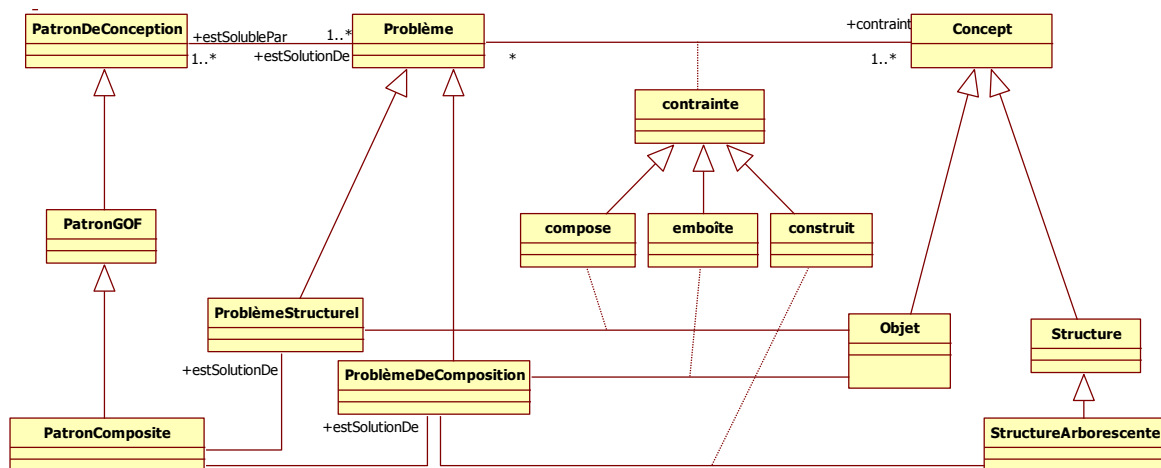 PatronDeConception
+estSolublePar
1..*
Problème
1..*
+estSolutionDe
*
+contraint
1..*
Concept
contrainte
PatronGOF
compose
emboîte
construit
ProblèmeStructurel
Objet
Structure
+estSolutionDe
ProblèmeDeComposition
+estSolutionDe
PatronComposite
StructureArborescente